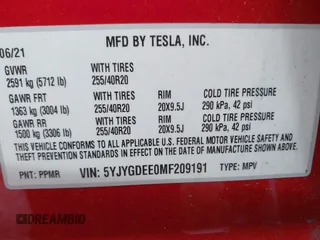 MFD BY TESLA, INC.
06/21
GVWR WITH TIRES
2591 kg (5712 lb) 255/40R20
GAWR FRT WITH TIRES RIM COLD TIRE PRESSURE
1363 kg (3004 lb) 255/40R20 20X9.5J 290 kPa, 42 psi
GAWR RR WITH TIRES RIM COLD TIRE PRESSURE
1500 kg (3306 lb) 255/40R20 20X9.5J 290 kPa, 42 psi
THIS VEHICLE CONFORMS TO ALL APPLICABLE U.S. FEDERAL MOTOR VEHICLE SAFETY AND
THEFT PREVENTION STANDARDS IN EFFECT ON THE DATE OF MANUFACTURE SHOWN ABOVE.
PNT: PPMR VIN: 5YJYGDEE0MF209191 TYPE: MPV
DREAMBID